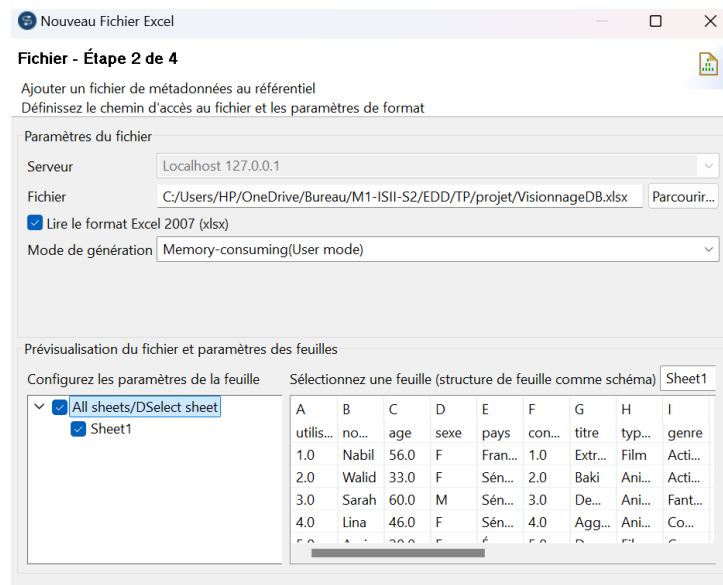 Nouveau Fichier Excel
Fichier - Étape 2 de 4
Ajouter un fichier de métadonnées au référentiel
Définissez le chemin d'accès au fichier et les paramètres de format
Paramètres du fichier
Serveur Localhost 127.0.0.1
Fichier C:/Users/HP/OneDrive/Bureau/M1-ISII-S2/EDD/TP/projet/VisionnageDB.xlsx Parcourir...
Lire le format Excel 2007 (xlsx)
Mode de génération Memory-consuming(User mode)
Prévisualisation du fichier et paramètres des feuilles
Configurez les paramètres de la feuille Sélectionnez une feuille (structure de feuille comme schéma) Sheet1
All sheets/DSelect sheet
Sheet1
A B C D E F G H I
utilis... no... age sexe pays con... titre typ... genre
1.0 Nabil 56.0 F Fran... 1.0 Extr... Film Acti...
2.0 Walid 33.0 F Sén... 2.0 Baki Ani... Acti...
3.0 Sarah 60.0 M Sén... 3.0 De... Ani... Fant...
4.0 Lina 46.0 F Sén... 4.0 Agg... Ani... Co...